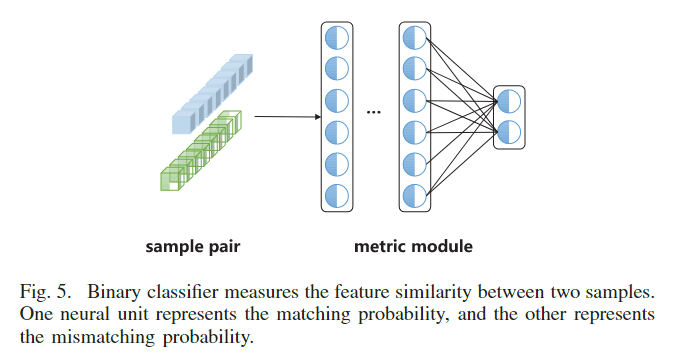 ...
sample pair
metric module
Fig. 5. Binary classifier measures the feature similarity between two samples.
One neural unit represents the matching probability, and the other represents
the mismatching probability.